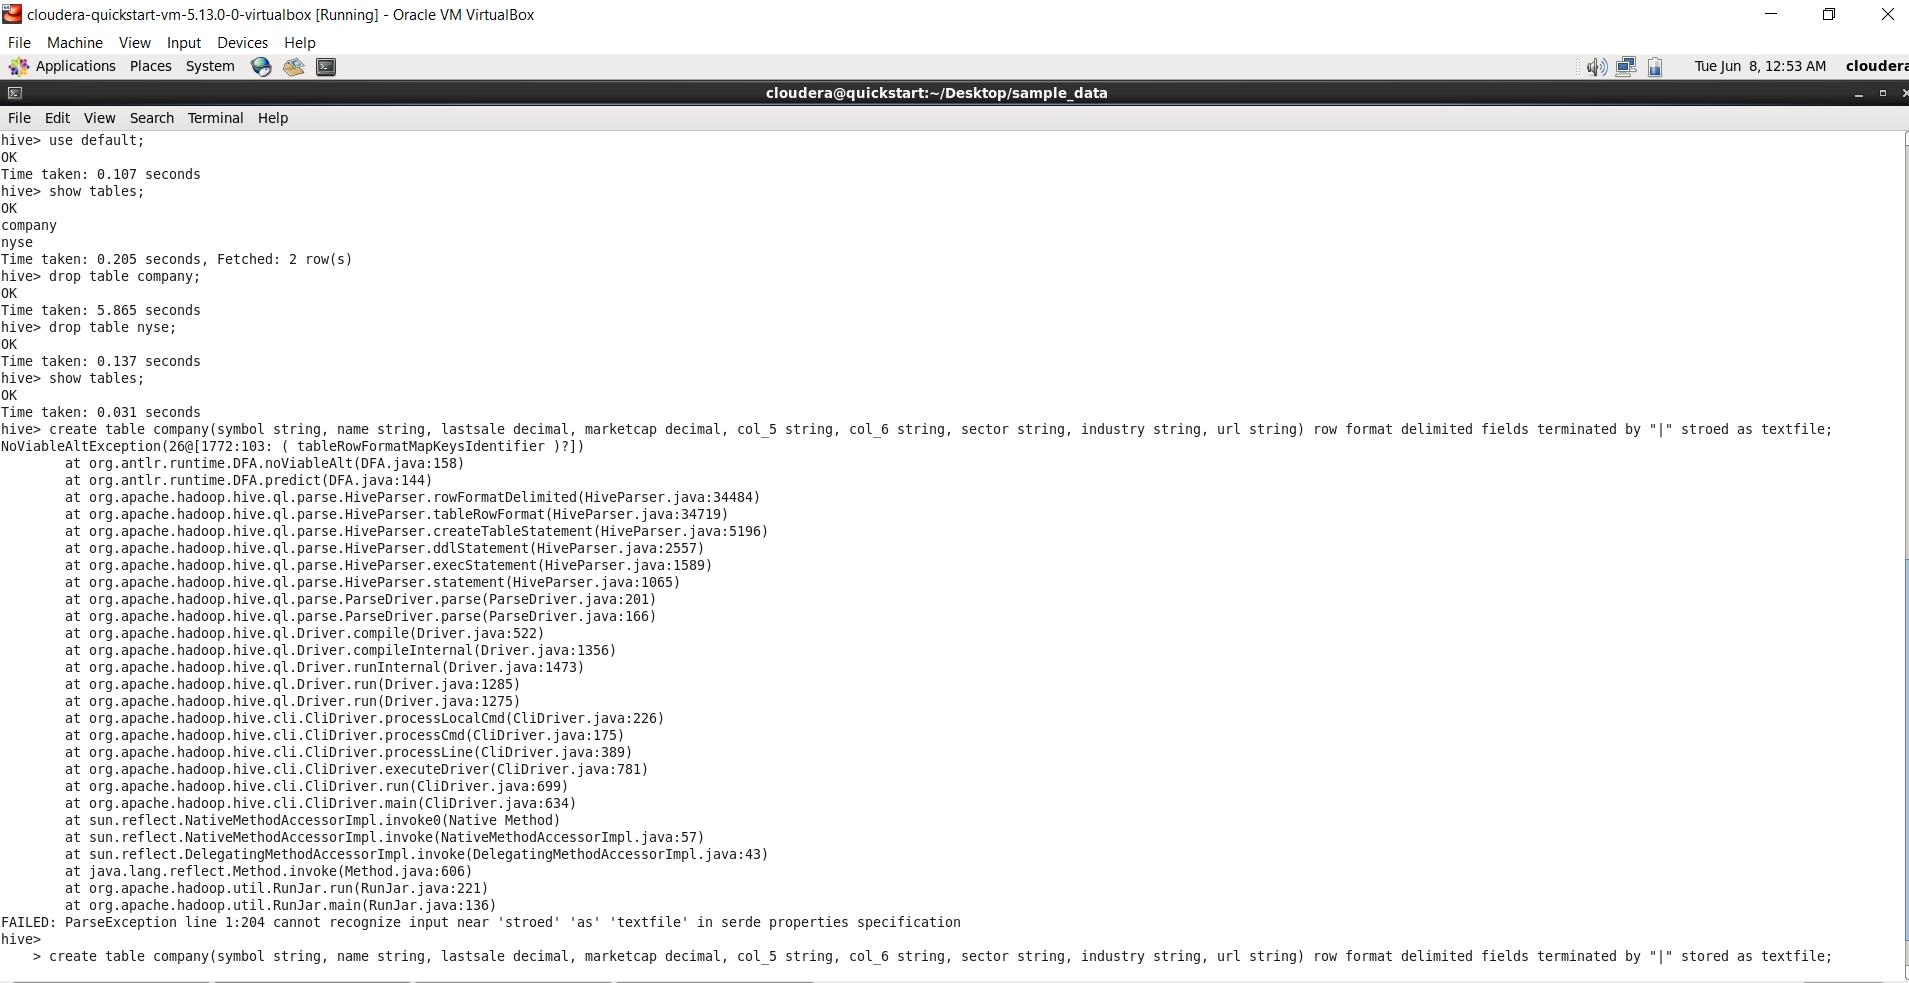 cloudera-quickstart-vm-5.13.0-0-virtualbox [Running] - Oracle VM VirtualBox
File Machine View Input Devices Help
Applications Places System Tue Jun 8, 12:53 AM cloudera
cloudera@quickstart:~/Desktop/sample_data
File Edit View Search Terminal Help
hive> use default;
OK
Time taken: 0.107 seconds
hive> show tables;
OK
company
nyse
Time taken: 0.205 seconds, Fetched: 2 row(s)
hive> drop table company;
OK
Time taken: 5.865 seconds
hive> drop table nyse;
OK
Time taken: 0.137 seconds
hive> show tables;
OK
Time taken: 0.031 seconds
hive> create table company(symbol string, name string, lastsale decimal, marketcap decimal, col_5 string, col_6 string, sector string, industry string, url string) row format delimited fields terminated by "|" stroed as textfile;
NoViableAltException(26@[1772:103: ( tableRowFormatMapKeysIdentifier )?])
at org.antlr.runtime.DFA.noViableAlt(DFA.java:158)
at org.antlr.runtime.DFA.predict(DFA.java:144)
at org.apache.hadoop.hive.ql.parse.HiveParser.rowFormatDelimited(HiveParser.java:34484)
at org.apache.hadoop.hive.ql.parse.HiveParser.tableRowFormat(HiveParser.java:34719)
at org.apache.hadoop.hive.ql.parse.HiveParser.createTableStatement(HiveParser.java:5196)
at org.apache.hadoop.hive.ql.parse.HiveParser.ddlStatement(HiveParser.java:2557)
at org.apache.hadoop.hive.ql.parse.HiveParser.execStatement(HiveParser.java:1589)
at org.apache.hadoop.hive.ql.parse.HiveParser.statement(HiveParser.java:1065)
at org.apache.hadoop.hive.ql.parse.ParseDriver.parse(ParseDriver.java:201)
at org.apache.hadoop.hive.ql.parse.ParseDriver.parse(ParseDriver.java:166)
at org.apache.hadoop.hive.ql.Driver.compile(Driver.java:522)
at org.apache.hadoop.hive.ql.Driver.compileInternal(Driver.java:1356)
at org.apache.hadoop.hive.ql.Driver.runInternal(Driver.java:1473)
at org.apache.hadoop.hive.ql.Driver.run(Driver.java:1285)
at org.apache.hadoop.hive.ql.Driver.run(Driver.java:1275)
at org.apache.hadoop.hive.cli.CliDriver.processLocalCmd(CliDriver.java:226)
at org.apache.hadoop.hive.cli.CliDriver.processCmd(CliDriver.java:175)
at org.apache.hadoop.hive.cli.CliDriver.processLine(CliDriver.java:389)
at org.apache.hadoop.hive.cli.CliDriver.executeDriver(CliDriver.java:781)
at org.apache.hadoop.hive.cli.CliDriver.run(CliDriver.java:699)
at org.apache.hadoop.hive.cli.CliDriver.main(CliDriver.java:634)
at sun.reflect.NativeMethodAccessorImpl.invoke0(Native Method)
at sun.reflect.NativeMethodAccessorImpl.invoke(NativeMethodAccessorImpl.java:57)
at sun.reflect.DelegatingMethodAccessorImpl.invoke(DelegatingMethodAccessorImpl.java:43)
at java.lang.reflect.Method.invoke(Method.java:606)
at org.apache.hadoop.util.RunJar.run(RunJar.java:221)
at org.apache.hadoop.util.RunJar.main(RunJar.java:136)
FAILED: ParseException line 1:204 cannot recognize input near 'stroed' 'as' 'textfile' in serde properties specification
hive>
> create table company(symbol string, name string, lastsale decimal, marketcap decimal, col_5 string, col_6 string, sector string, industry string, url string) row format delimited fields terminated by "|" stored as textfile;